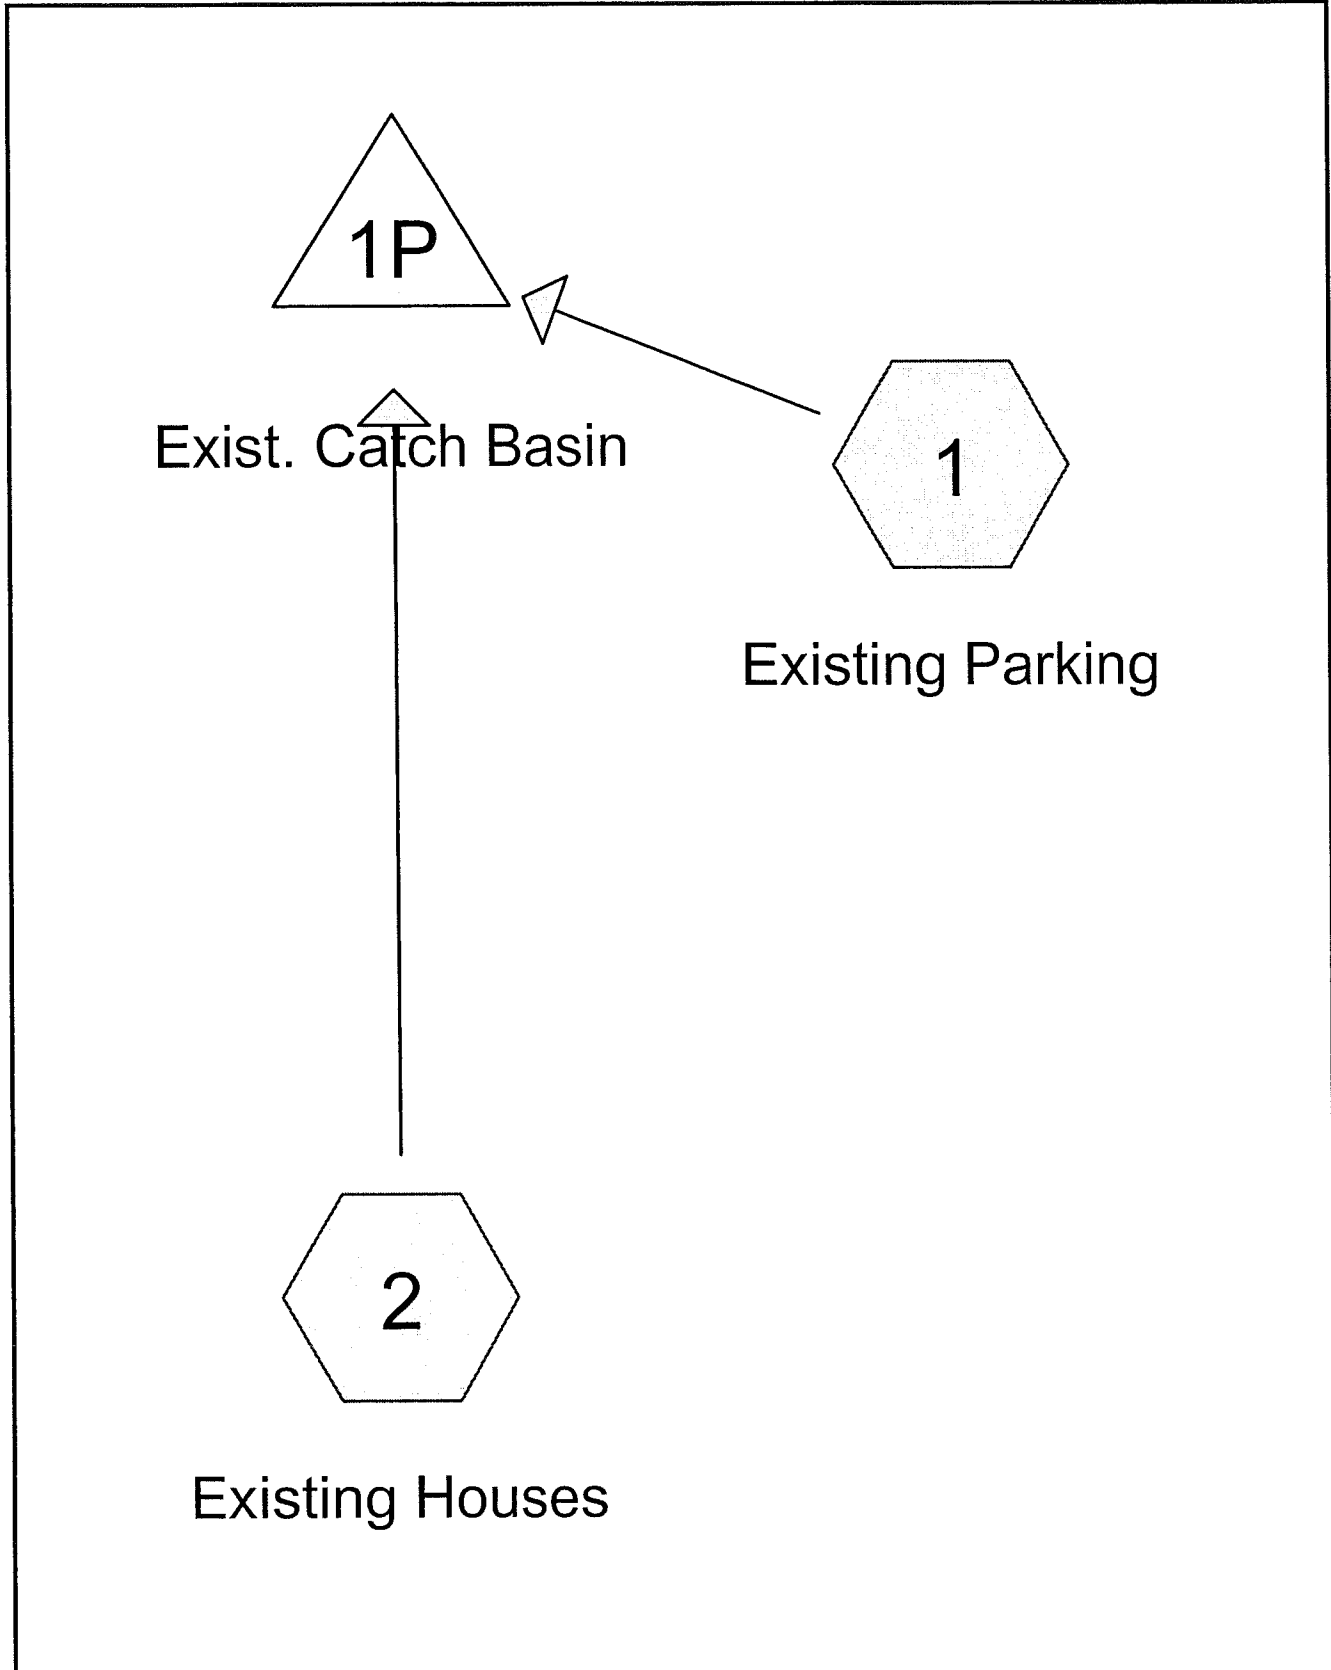 1P
Exist. Catch Basin
1
Existing Parking
2
Existing Houses